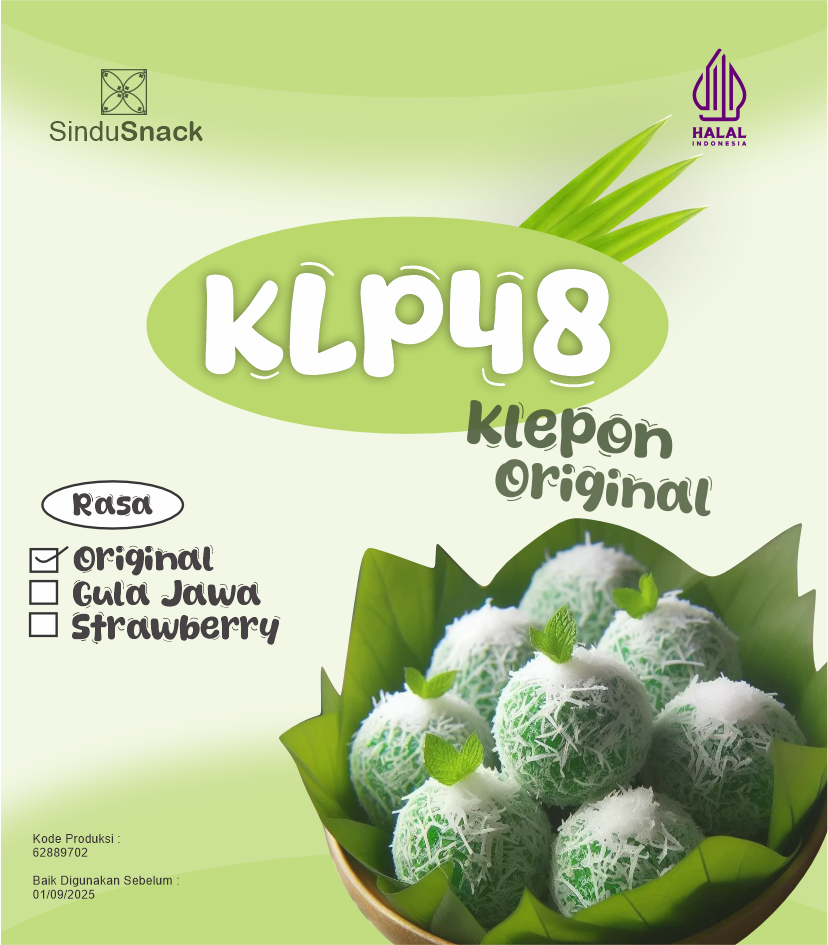 SinduSnack
HALAL
INDONESIA
KLP48
Klepon
Original
Rasa
Original
Gula Jawa
Strawberry
Kode Produksi :
62889702
Baik Digunakan Sebelum :
01/09/2025